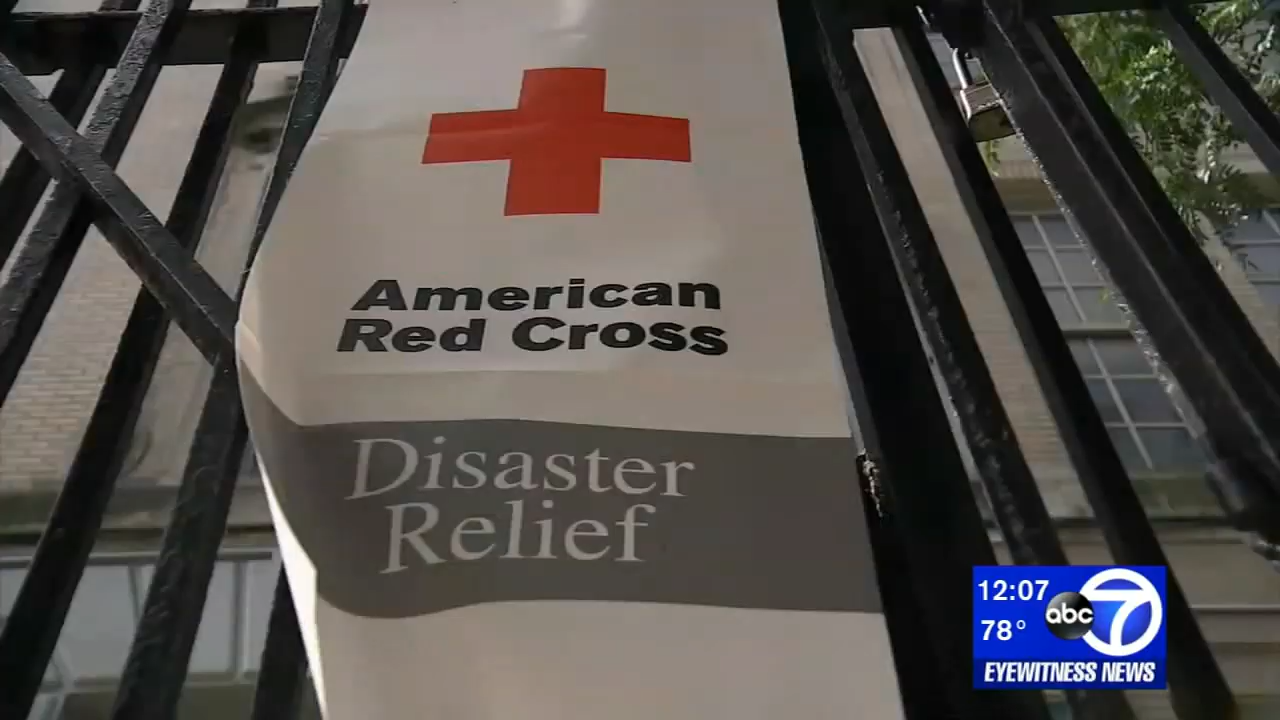 American
Red Cross
Disaster
Relief
12:07
78°
abc 7
EYEWITNESS NEWS